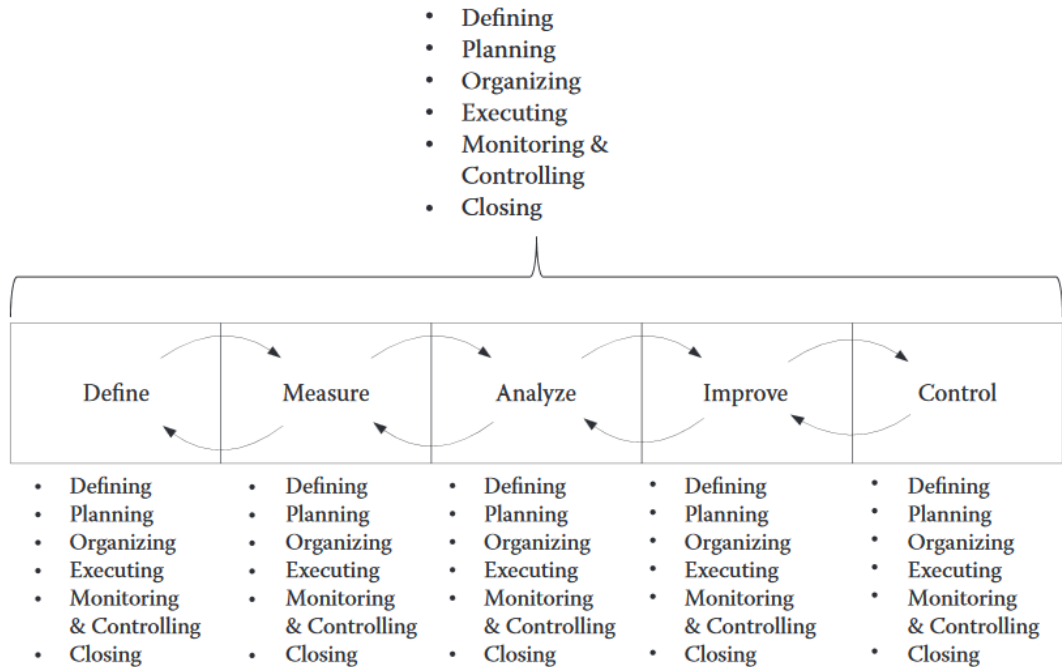 • Defining
• Planning
• Organizing
• Executing
• Monitoring &
Controlling
• Closing
Define
Measure
Analyze
Improve
Control
• Defining
• Planning
• Organizing
• Executing
• Monitoring
& Controlling
• Closing
• Defining
• Planning
• Organizing
• Executing
• Monitoring
& Controlling
• Closing
• Defining
• Planning
• Organizing
• Executing
• Monitoring
& Controlling
• Closing
• Defining
• Planning
• Organizing
• Executing
• Monitoring
& Controlling
• Closing
• Defining
• Planning
• Organizing
• Executing
• Monitoring
& Controlling
• Closing